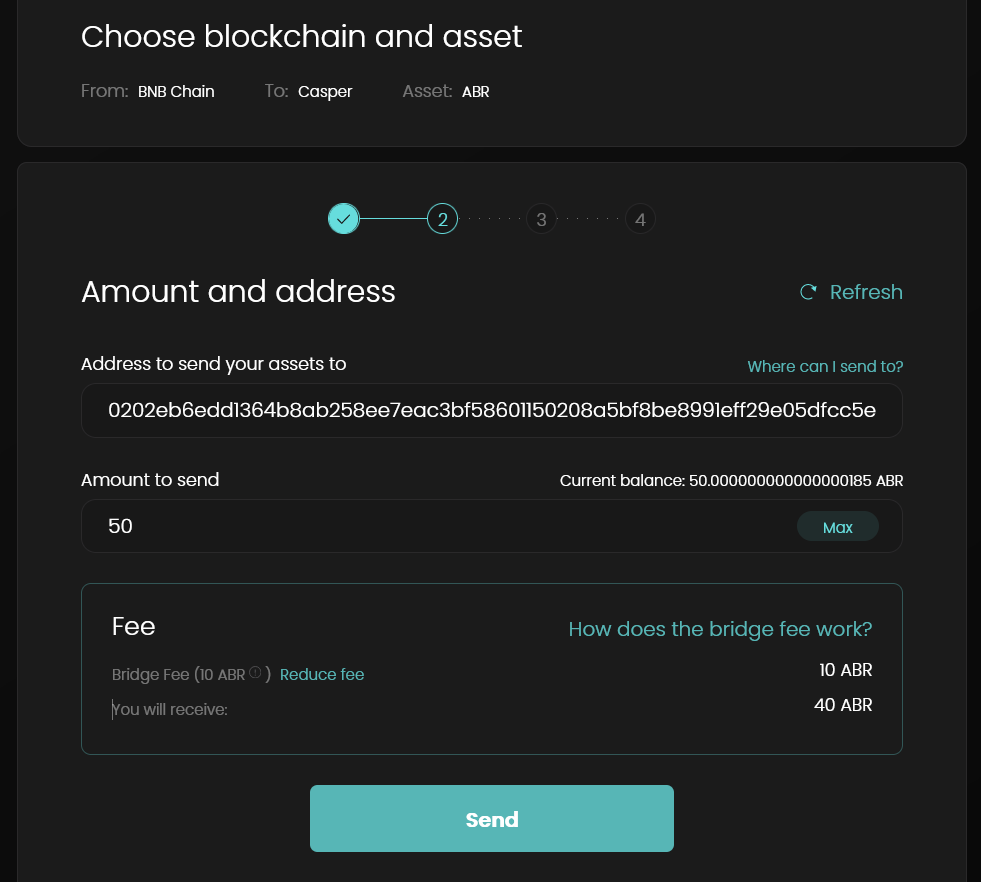 Choose blockchain and asset
From: BNB Chain To: Casper Asset: ABR
2 3 4
Amount and address
Refresh
Address to send your assets to
Where can I send to?
0202eb6edd1364b8ab258ee7eac3bf58601150208a5bf8be8991eff29e05dfcc5e
Amount to send
Current balance: 50.000000000000000185 ABR
50
Max
Fee
How does the bridge fee work?
Bridge Fee (10 ABR ) Reduce fee
10 ABR
You will receive:
40 ABR
Send